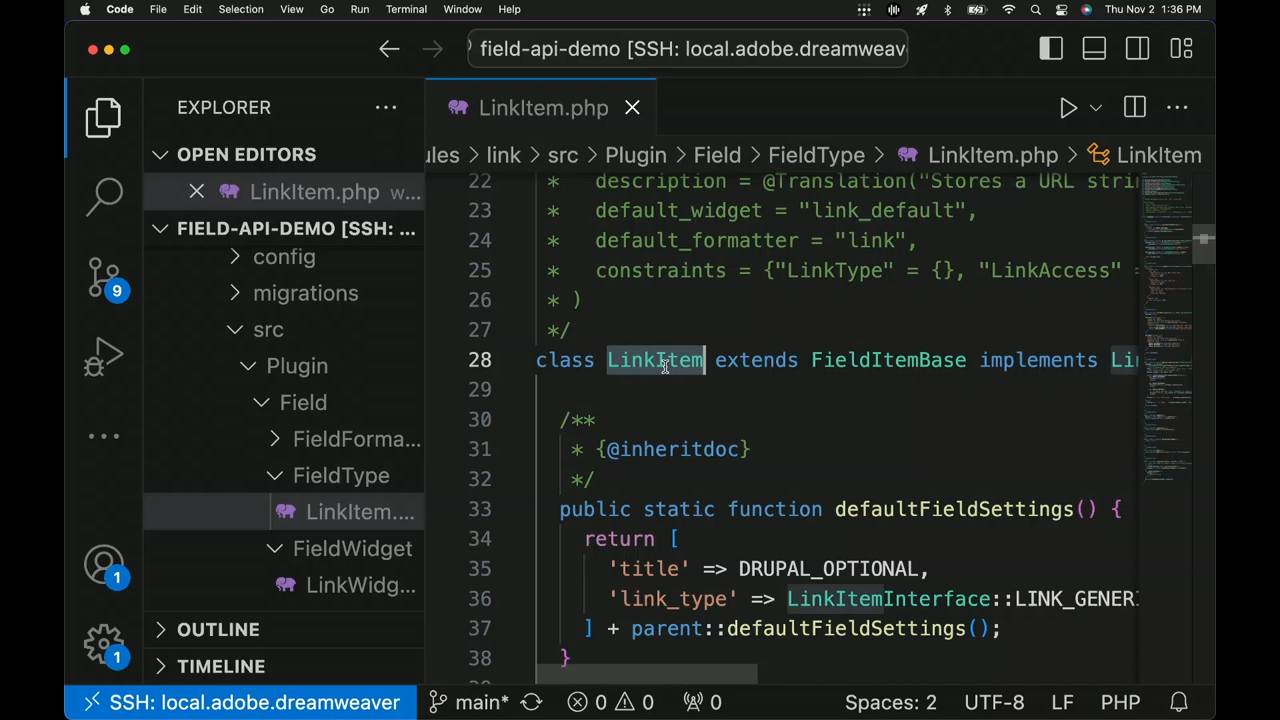 Code File Edit Selection View Go Run Terminal Window Help Thu Nov 2 1:36 PM
field-api-demo [SSH: local.adobe.dreamweav
EXPLORER
LinkItem.php
OPEN EDITORS
ules > link > src > Plugin > Field > FieldType > LinkItem.php > LinkItem
LinkItem.php w...
FIELD-API-DEMO [SSH: ...
config
migrations
src
Plugin
Field
FieldForma...
FieldType
LinkItem....
FieldWidget
LinkWidg...
OUTLINE
TIMELINE
9
1
1
22 * description = @Translation("Stores a URL stri
23 * default_widget = "link_default",
24 * default_formatter = "link",
25 * constraints = {"LinkType" = {}, "LinkAccess"
26 * )
27 */
28 class LinkItem extends FieldItemBase implements Li
29
30 /**
31 * {@inheritdoc}
32 */
33 public static function defaultFieldSettings() {
34 return [
35 'title' => DRUPAL_OPTIONAL,
36 'link_type' => LinkItemInterface::LINK_GENERI
37 ] + parent::defaultFieldSettings();
38 }
SSH: local.adobe.dreamweaver main* 0 0 0 Spaces: 2 UTF-8 LF PHP